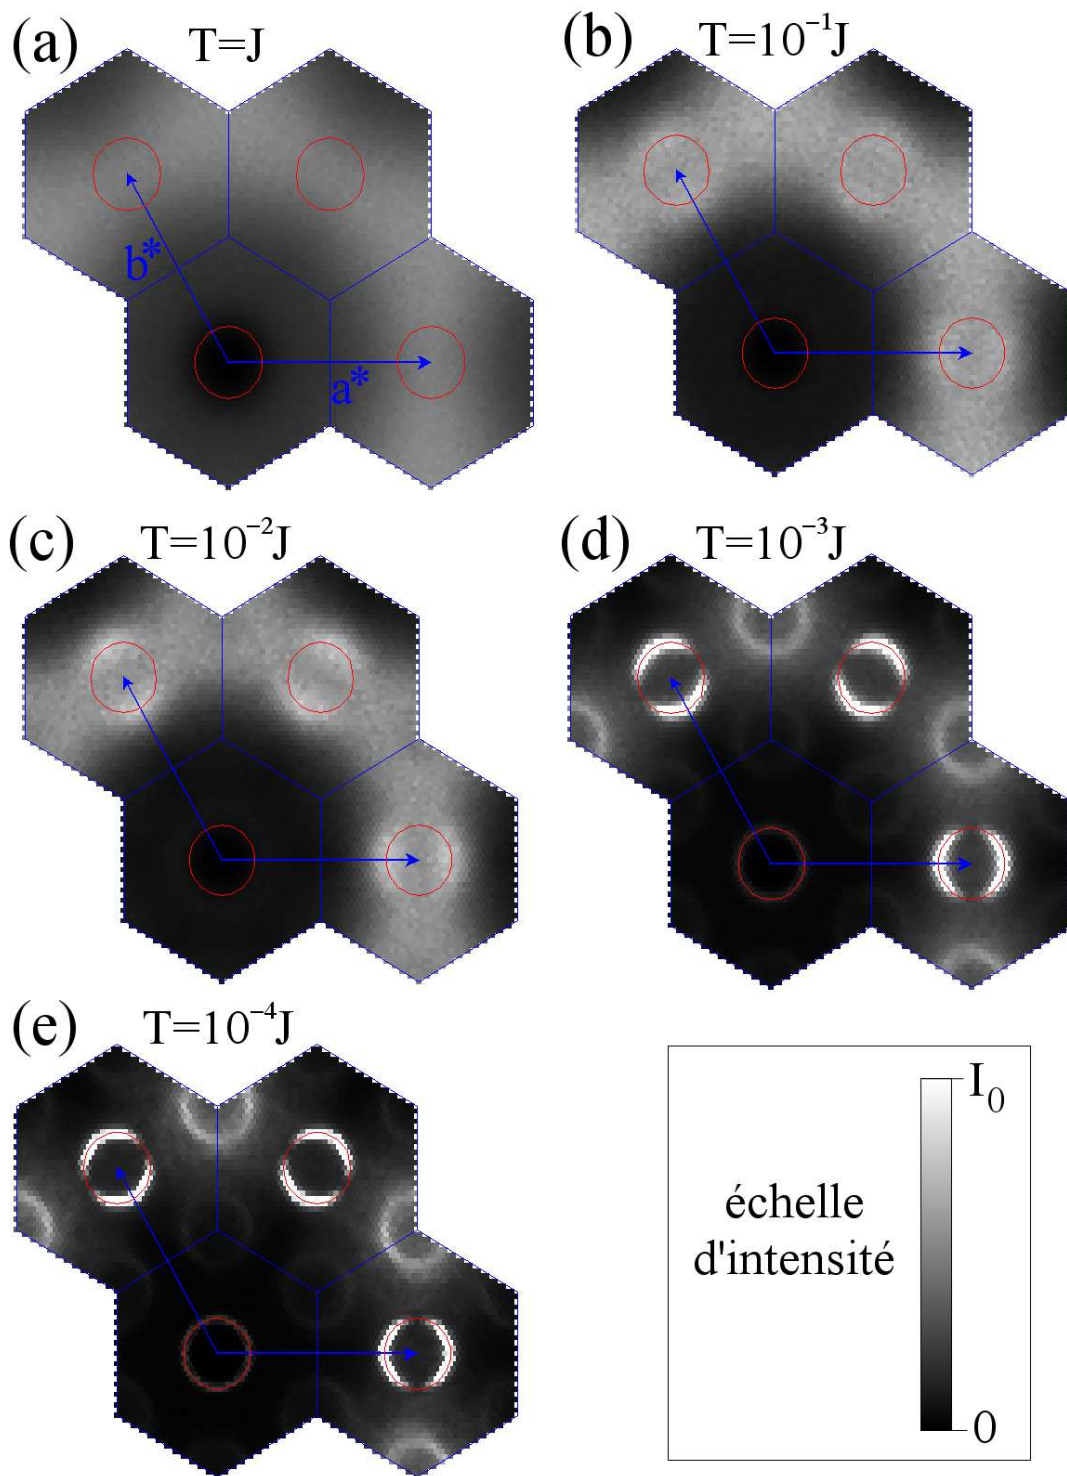 (a) T=J
b*
a*
(b) T=10⁻¹J
(c) T=10⁻²J
(d) T=10⁻³J
(e) T=10⁻⁴J
I₀
échelle
d'intensité
0